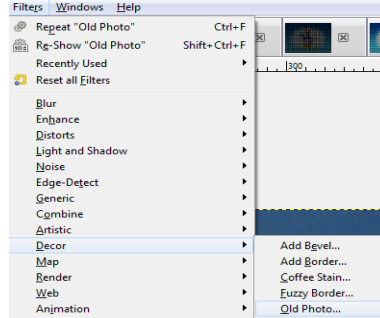 Filters Windows Help
Repeat "Old Photo" Ctrl+F
Re-Show "Old Photo" Shift+Ctrl+F
Recently Used
Reset all Filters
300
Blur
Enhance
Distorts
Light and Shadow
Noise
Edge-Detect
Generic
Combine
Artistic
Decor
Map
Render
Web
Animation
Add Bevel...
Add Border...
Coffee Stain...
Fuzzy Border...
Old Photo...